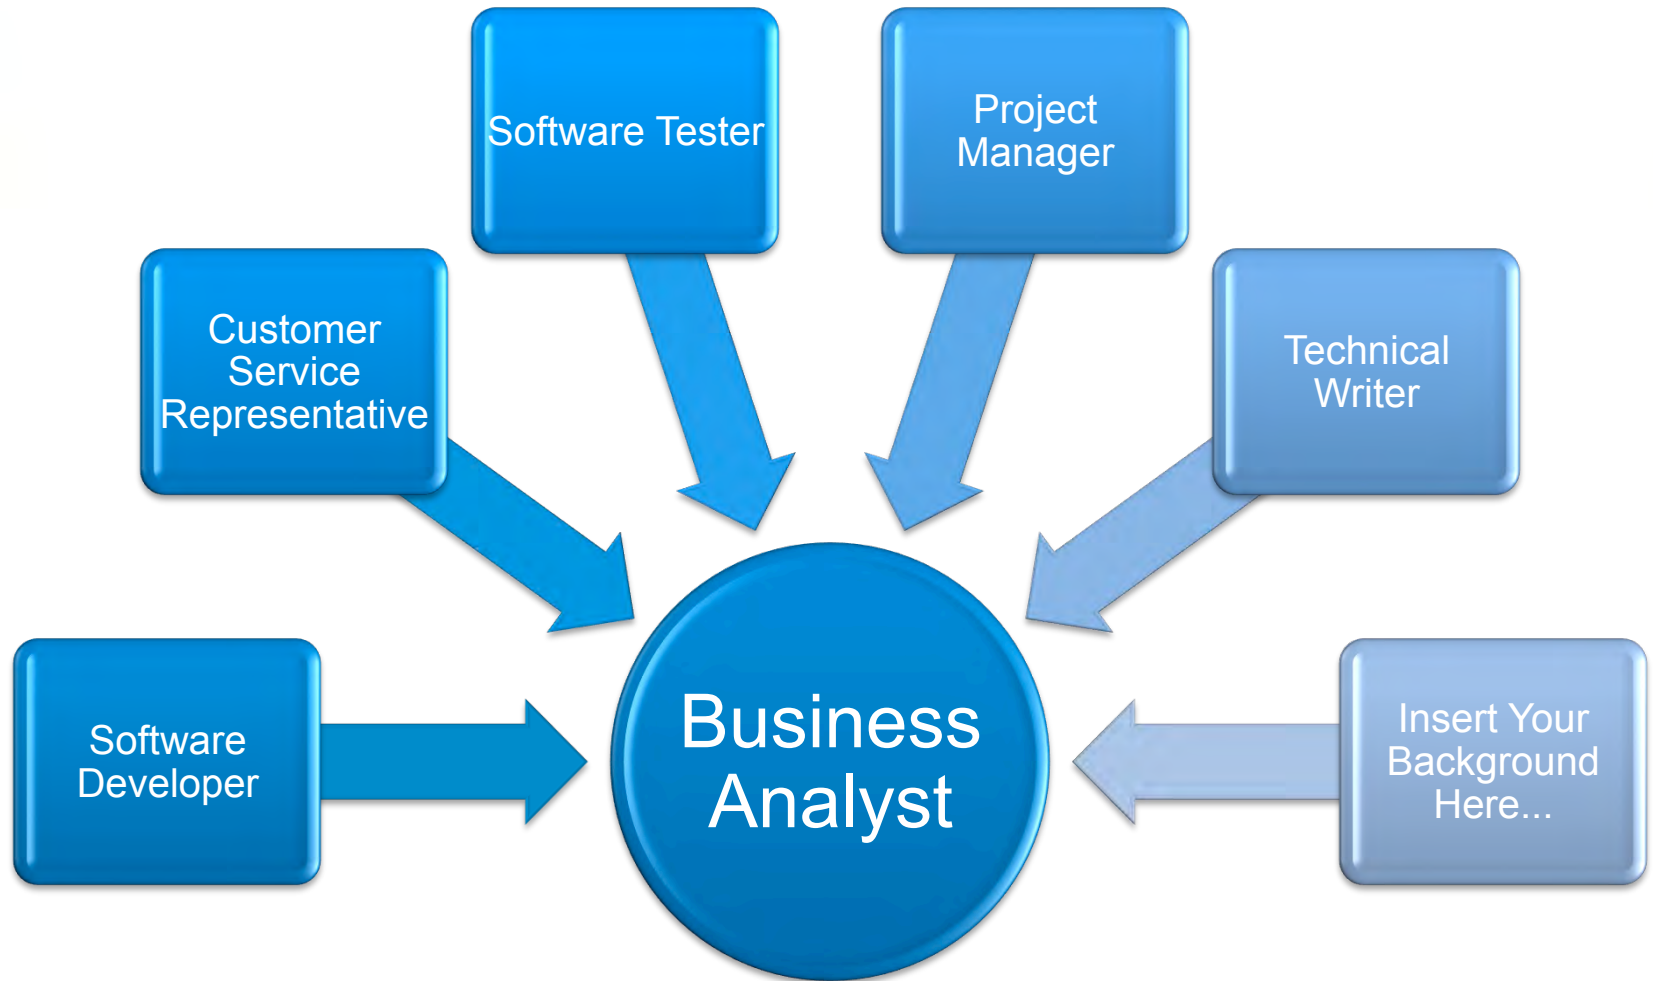 Software Tester
Project
Manager
Customer
Service
Representative
Technical
Writer
Software
Developer
Business
Analyst
Insert Your
Background
Here...